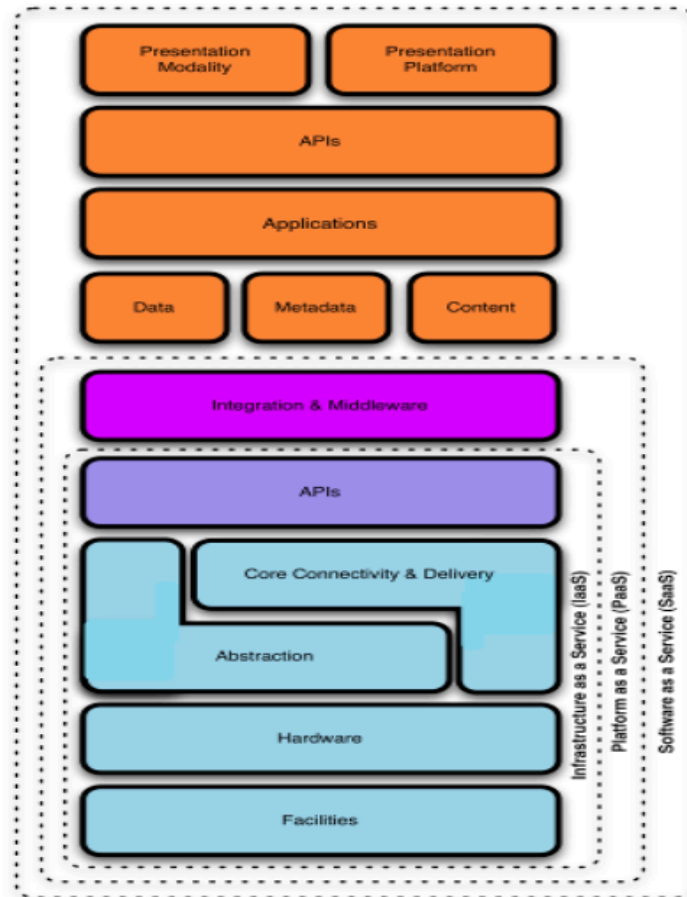 Presentation
Modality
Presentation
Platform
APIs
Applications
Data
Metadata
Content
Integration & Middleware
APIs
Core Connectivity & Delivery
Abstraction
Hardware
Facilities
Infrastructure as a Service (IaaS)
Platform as a Service (PaaS)
Software as a Service (SaaS)